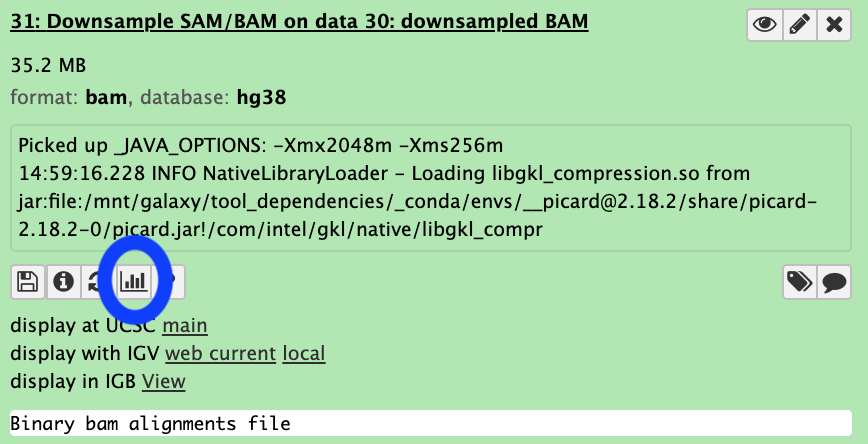 31: Downsample SAM/BAM on data 30: downsampled BAM
35.2 MB
format: bam, database: hg38
Picked up _JAVA_OPTIONS: -Xmx2048m -Xms256m
14:59:16.228 INFO NativeLibraryLoader - Loading libgkl_compression.so from
jar:file:/mnt/galaxy/tool_dependencies/_conda/envs/__picard@2.18.2/share/picard-
2.18.2-0/picard.jar!/com/intel/gkl/native/libgkl_compr
display at UCSC main
display with IGV web current local
display in IGB View
Binary bam alignments file